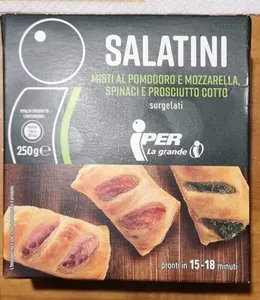 SALATINI
MISTI AL POMODORO E MOZZARELLA,
SPINACI E PROSCIUTTO COTTO
surgelati
250g e
IPER
La grande i
pronti in 15-18 minuti